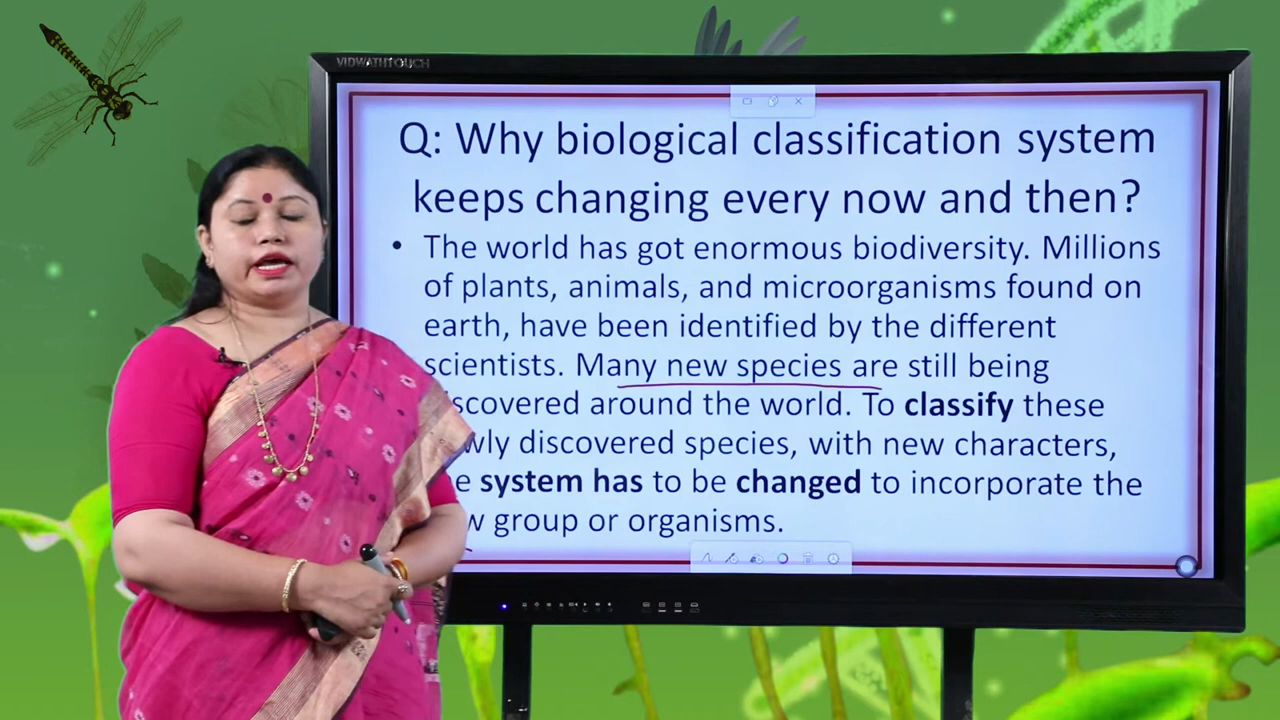 VIDWATHTOUCH
Q: Why biological classification system
keeps changing every now and then?
• The world has got enormous biodiversity. Millions
of plants, animals, and microorganisms found on
earth, have been identified by the different
scientists. Many new species are still being
scovered around the world. To classify these
wly discovered species, with new characters,
e system has to be changed to incorporate the
w group or organisms.